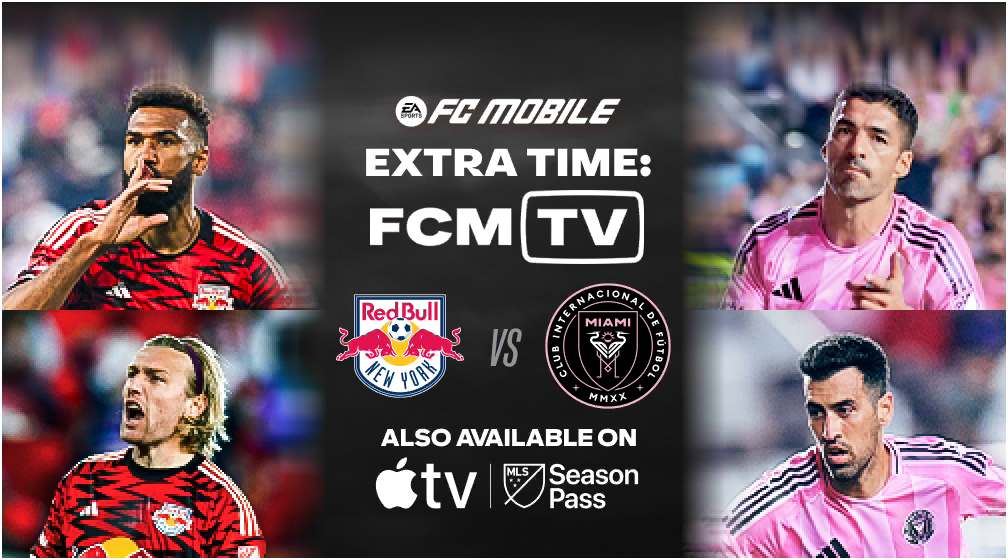 EA SPORTS FC MOBILE
EXTRA TIME:
FCM TV
Red Bull
NEW YORK
VS
CLUB INTERNACIONAL DE FÚTBOL
MIAMI
MMXX
ALSO AVAILABLE ON
tv
MLS
Season
Pass